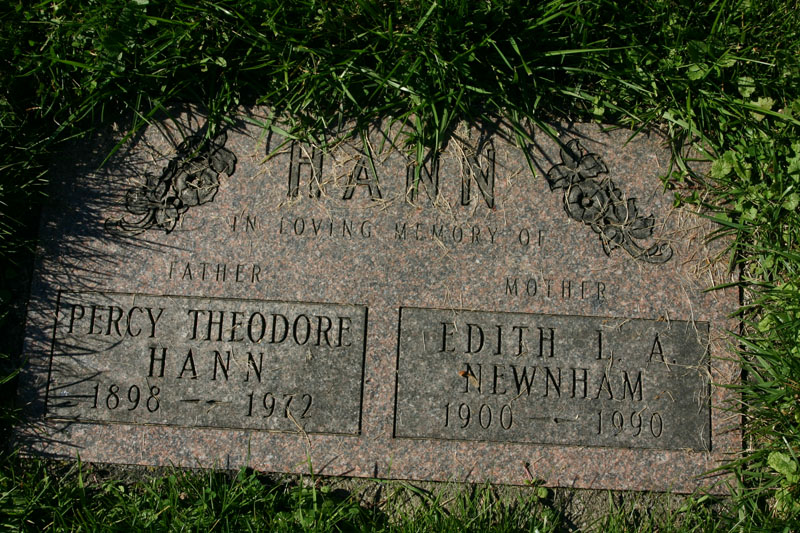 HANN
IN LOVING MEMORY OF
FATHER
PERCY THEODORE
HANN
1898 — 1972
MOTHER
EDITH L. A.
NEWNHAM
1900 — 1990